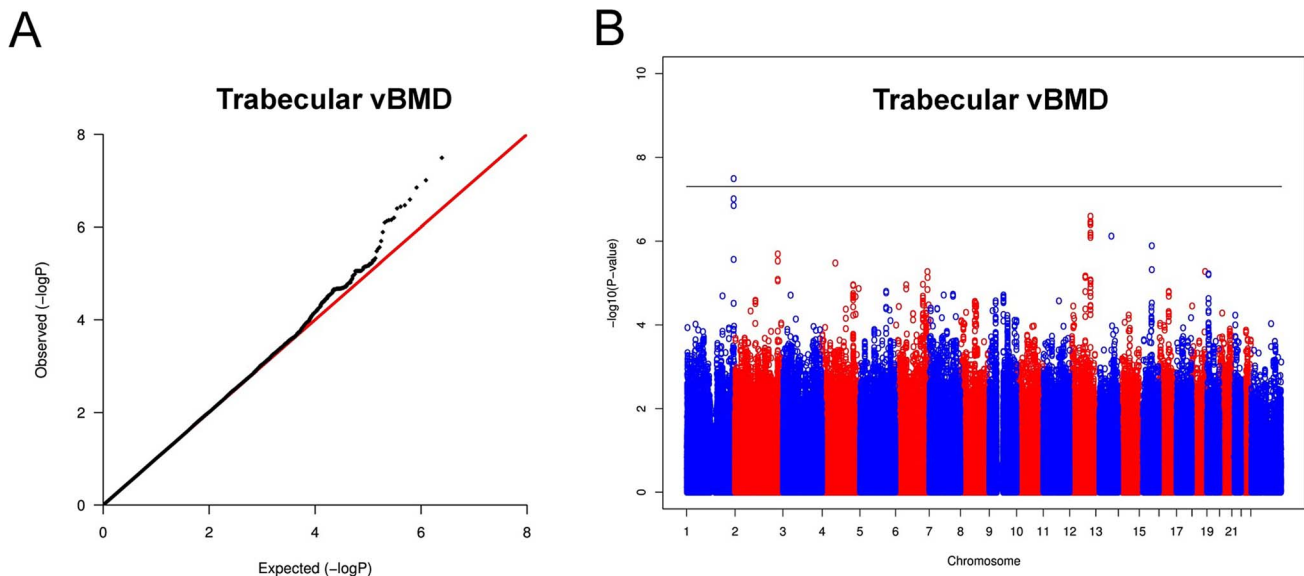 A
Trabecular vBMD
8
6
4
2
0
Observed (−logP)
0 2 4 6 8
Expected (−logP)
B
Trabecular vBMD
10
8
6
4
2
0
−log10(P−value)
1 2 3 4 5 6 7 8 9 10 11 12 13 15 17 19 21
Chromosome